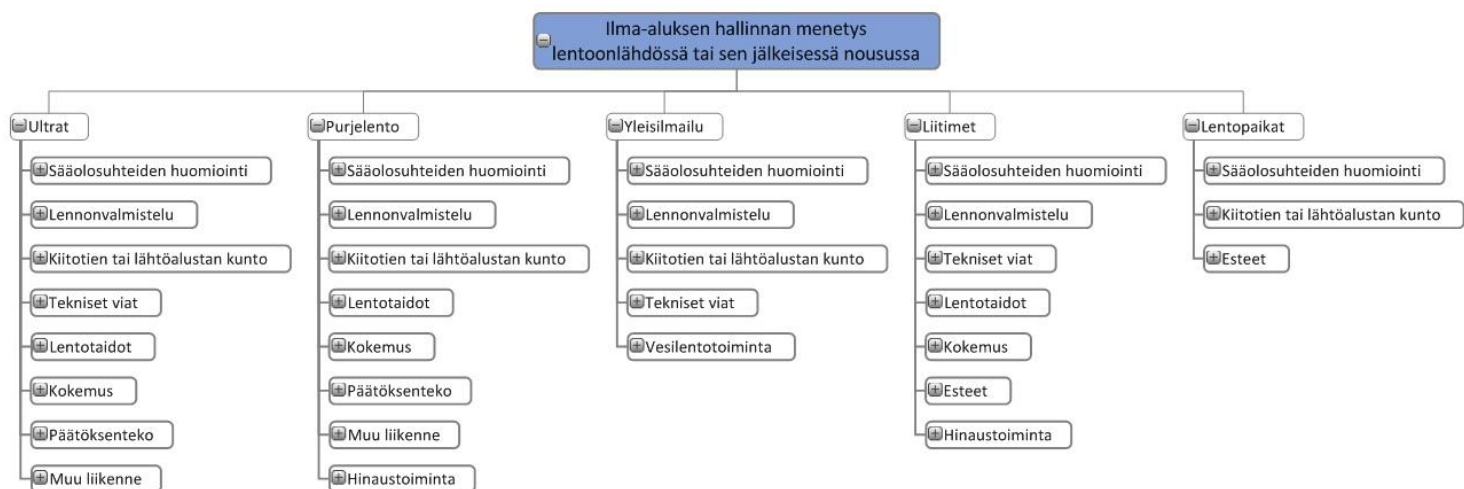 Ilma-aluksen hallinnan menetys
lentoonlähdössä tai sen jälkeisessä nousussa
Ultrat
Sääolosuhteiden huomiointi
Lennonvalmistelu
Kiitotien tai lähtöalustan kunto
Tekniset viat
Lentotaidot
Kokemus
Päätöksenteko
Muu liikenne
Purjelento
Sääolosuhteiden huomiointi
Lennonvalmistelu
Kiitotien tai lähtöalustan kunto
Lentotaidot
Kokemus
Päätöksenteko
Muu liikenne
Hinaustoiminta
Yleisilmailu
Sääolosuhteiden huomiointi
Lennonvalmistelu
Kiitotien tai lähtöalustan kunto
Tekniset viat
Vesilentotoiminta
Liitimet
Sääolosuhteiden huomiointi
Lennonvalmistelu
Tekniset viat
Lentotaidot
Kokemus
Esteet
Hinaustoiminta
Lentopaikat
Sääolosuhteiden huomiointi
Kiitotien tai lähtöalustan kunto
Esteet